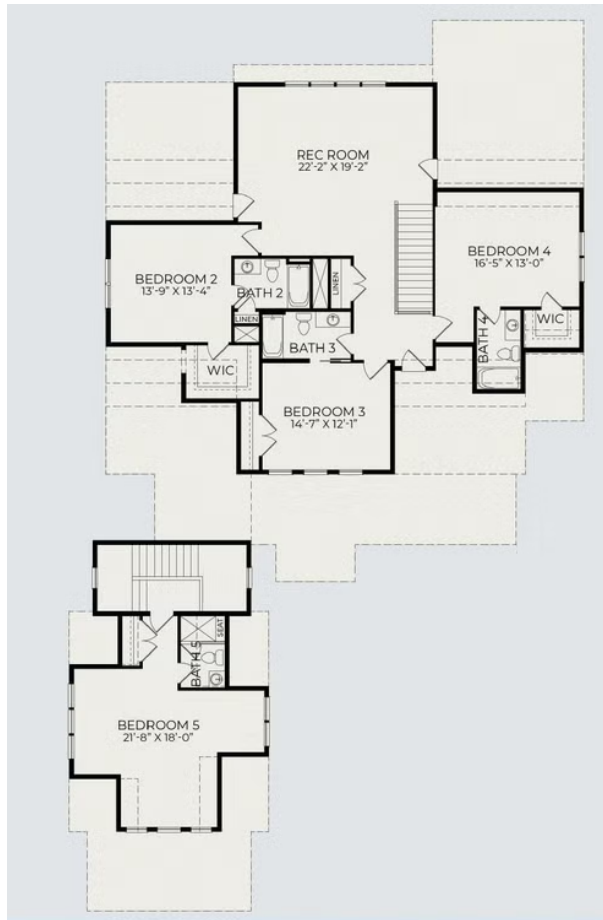 REC ROOM
22'-2" X 19'-2"
BEDROOM 2
13'-9" X 13'-4"
BATH 2
LINEN
LINEN
BEDROOM 4
16'-5" X 13'-0"
WIC
BATH 4
BATH 3
WIC
BEDROOM 3
14'-7" X 12'-1"
SEAT
BATH 5
BEDROOM 5
21'-8" X 18'-0"